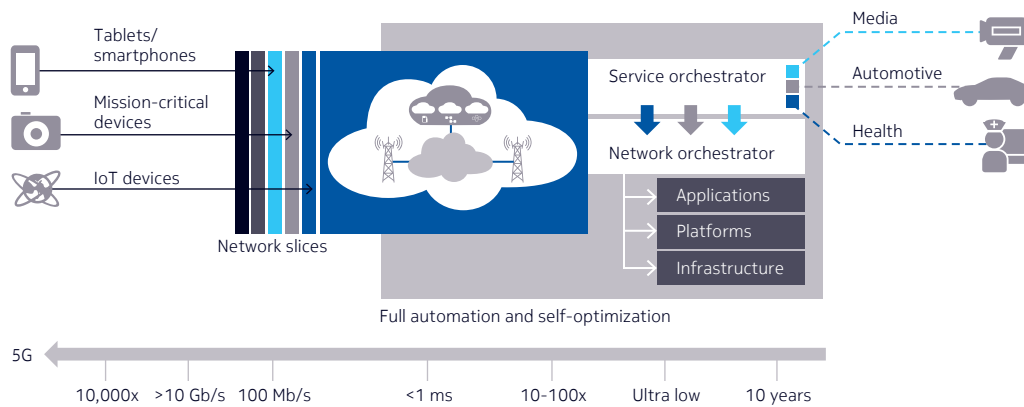 Tablets/
smartphones
Mission-critical
devices
IoT devices
Network slices
Service orchestrator
Network orchestrator
Applications
Platforms
Infrastructure
Media
Automotive
Health
Full automation and self-optimization
5G
10,000x
>10 Gb/s
100 Mb/s
<1 ms
10-100x
Ultra low
10 years